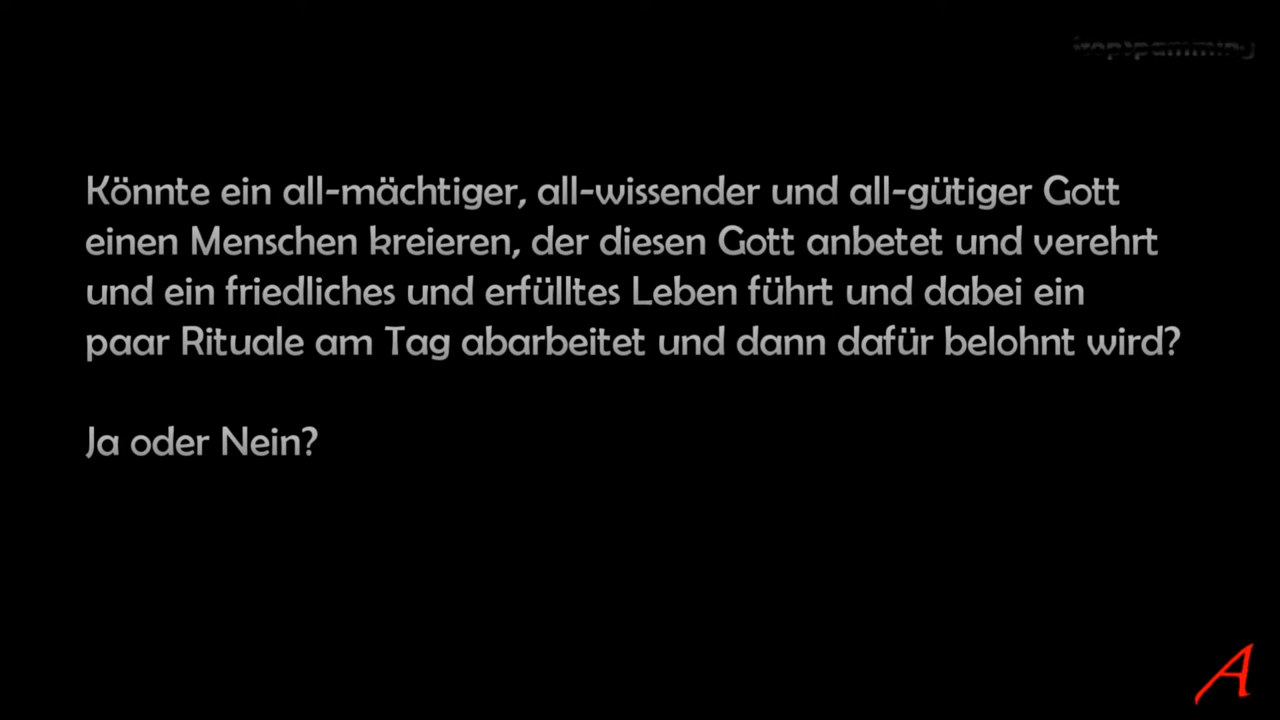 Könnte ein all-mächtiger, all-wissender und all-gütiger Gott
einen Menschen kreieren, der diesen Gott anbetet und verehrt
und ein friedliches und erfülltes Leben führt und dabei ein
paar Rituale am Tag abarbeitet und dann dafür belohnt wird?
Ja oder Nein?
A